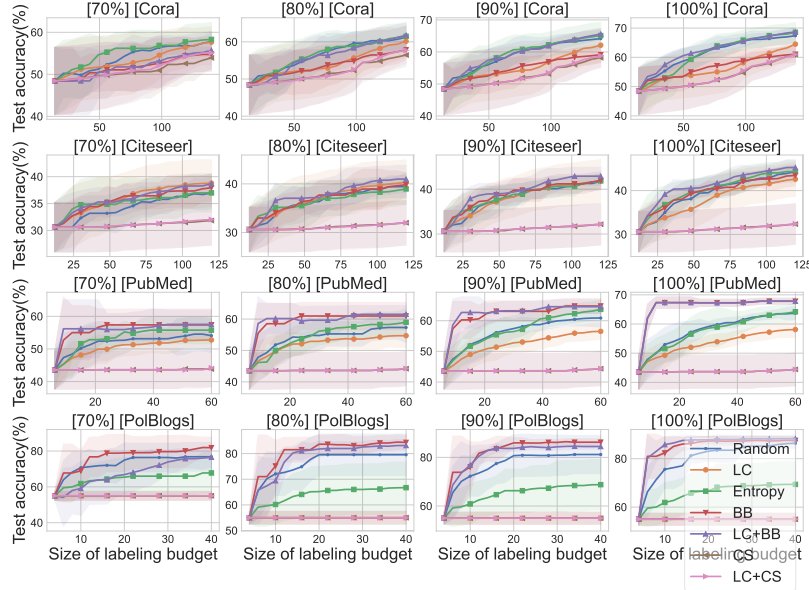 [70%] [Cora] [80%] [Cora] [90%] [Cora] [100%] [Cora]
Test accuracy(%)
60 50 40
60 50 40
70 60 50 40
70 60 50 40
50 100 50 100 50 100 50 100
[70%] [Citeseer] [80%] [Citeseer] [90%] [Citeseer] [100%] [Citeseer]
Test accuracy(%)
40 35 30
40 30
40 30
40 30
25 50 75 100 125 25 50 75 100 125 25 50 75 100 125 25 50 75 100 125
[70%] [PubMed] [80%] [PubMed] [90%] [PubMed] [100%] [PubMed]
Test accuracy(%)
60 50 40
60 50 40
60 50 40
70 60 50 40
20 40 60 20 40 60 20 40 60 20 40 60
[70%] [PolBlogs] [80%] [PolBlogs] [90%] [PolBlogs] [100%] [PolBlogs]
Test accuracy(%)
80 60 40
80 70 60 50
80 60
80 60
10 20 30 40 10 20 30 40 10 20 30 40 10 20 30 40
Size of labeling budget Size of labeling budget Size of labeling budget Size of labeling budget
Random
LC
Entropy
BB
LC+BB
CS
LC+CS